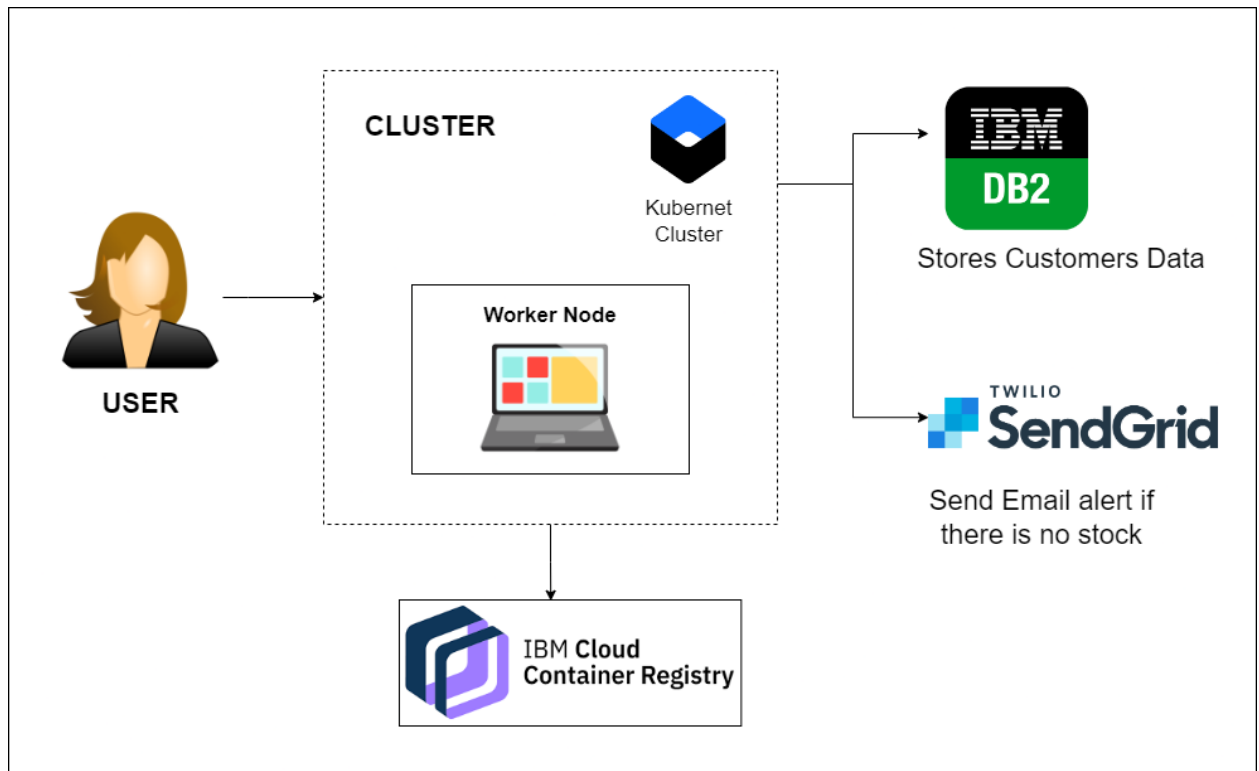 CLUSTER
Kubernet
Cluster
IBM
DB2
Stores Customers Data
Worker Node
USER
TWILIO
SendGrid
Send Email alert if
there is no stock
IBM Cloud
Container Registry